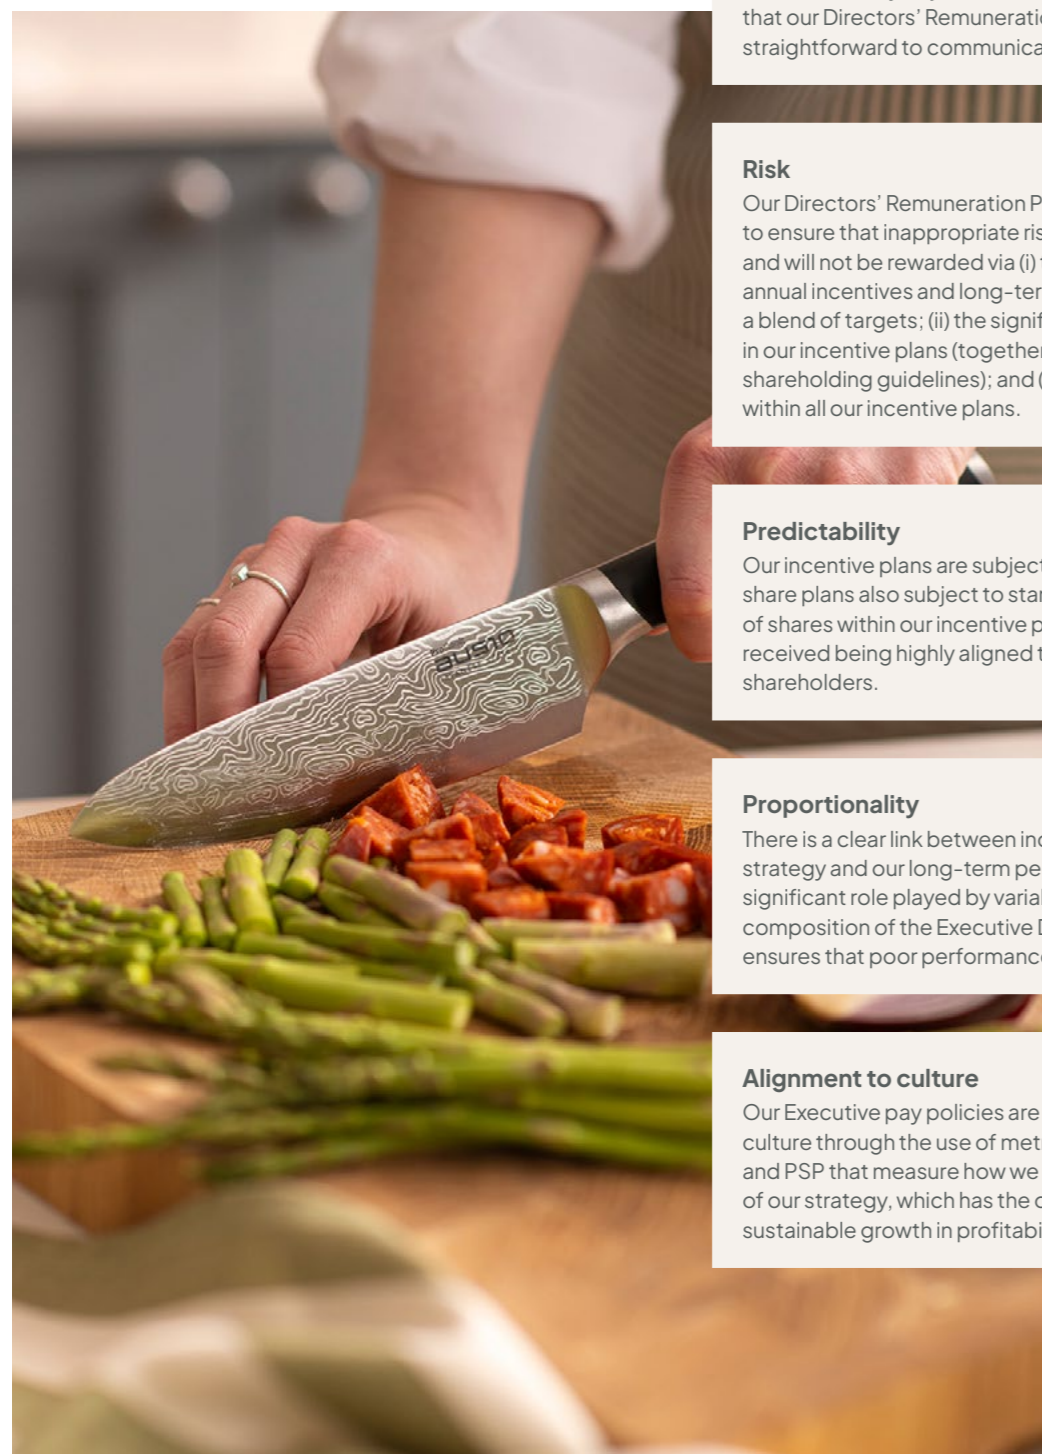 that our Directors' Remunerati
straightforward to communica
Risk
Our Directors' Remuneration P
to ensure that inappropriate ris
and will not be rewarded via (i)
annual incentives and long-ter
a blend of targets; (ii) the signif
in our incentive plans (together
shareholding guidelines); and (
within all our incentive plans.
Predictability
Our incentive plans are subject
share plans also subject to star
of shares within our incentive p
received being highly aligned t
shareholders.
Proportionality
There is a clear link between inc
strategy and our long-term pe
significant role played by varial
composition of the Executive D
ensures that poor performance
Alignment to culture
Our Executive pay policies are
culture through the use of met
and PSP that measure how we
of our strategy, which has the c
sustainable growth in profitabi